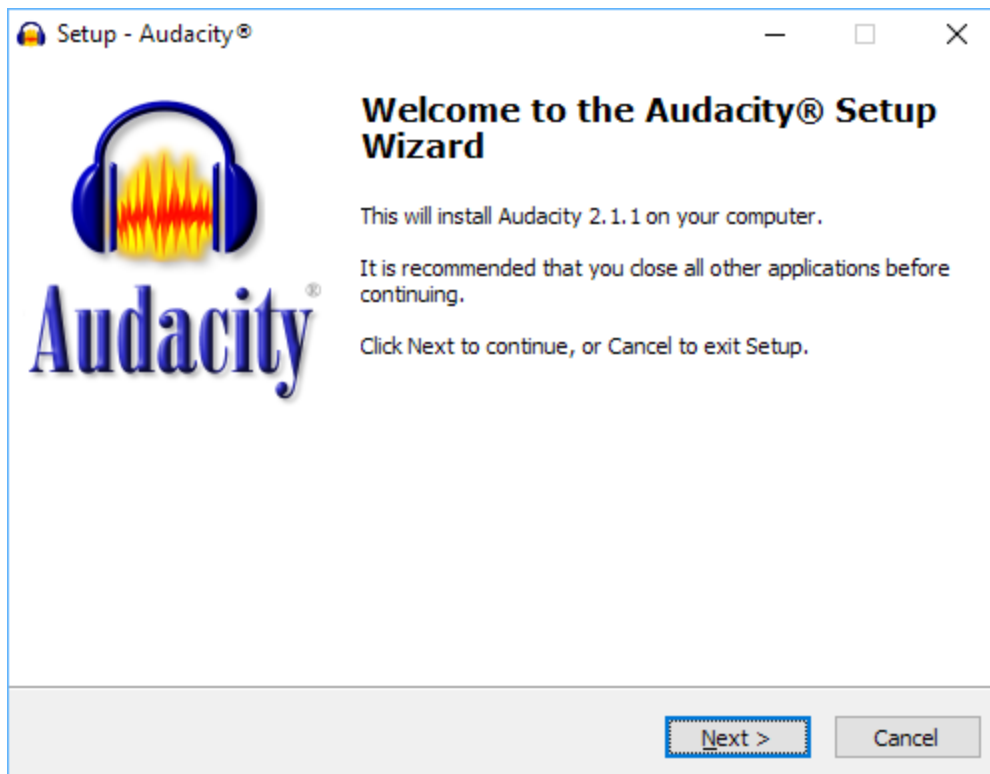 Setup - Audacity®
Welcome to the Audacity® Setup
Wizard
This will install Audacity 2.1.1 on your computer.
It is recommended that you close all other applications before
continuing.
Audacity®
Click Next to continue, or Cancel to exit Setup.
Next >
Cancel